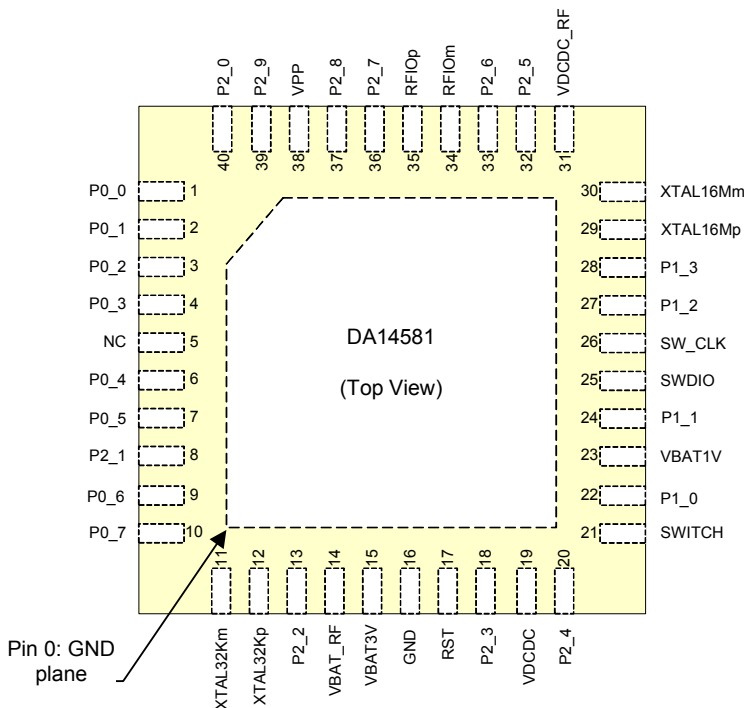 P2_0
P2_9
VPP
P2_8
P2_7
RFIOp
RFIOm
P2_6
P2_5
VDCDC_RF
40
39
38
37
36
35
34
33
32
31
P0_0 1
P0_1 2
P0_2 3
P0_3 4
NC 5
P0_4 6
P0_5 7
P2_1 8
P0_6 9
P0_7 10
DA14581
(Top View)
30 XTAL16Mm
29 XTAL16Mp
28 P1_3
27 P1_2
26 SW_CLK
25 SWDIO
24 P1_1
23 VBAT1V
22 P1_0
21 SWITCH
11
12
13
14
15
16
17
18
19
20
XTAL32Km
XTAL32Kp
P2_2
VBAT_RF
VBAT3V
GND
RST
P2_3
VDCDC
P2_4
Pin 0: GND
plane